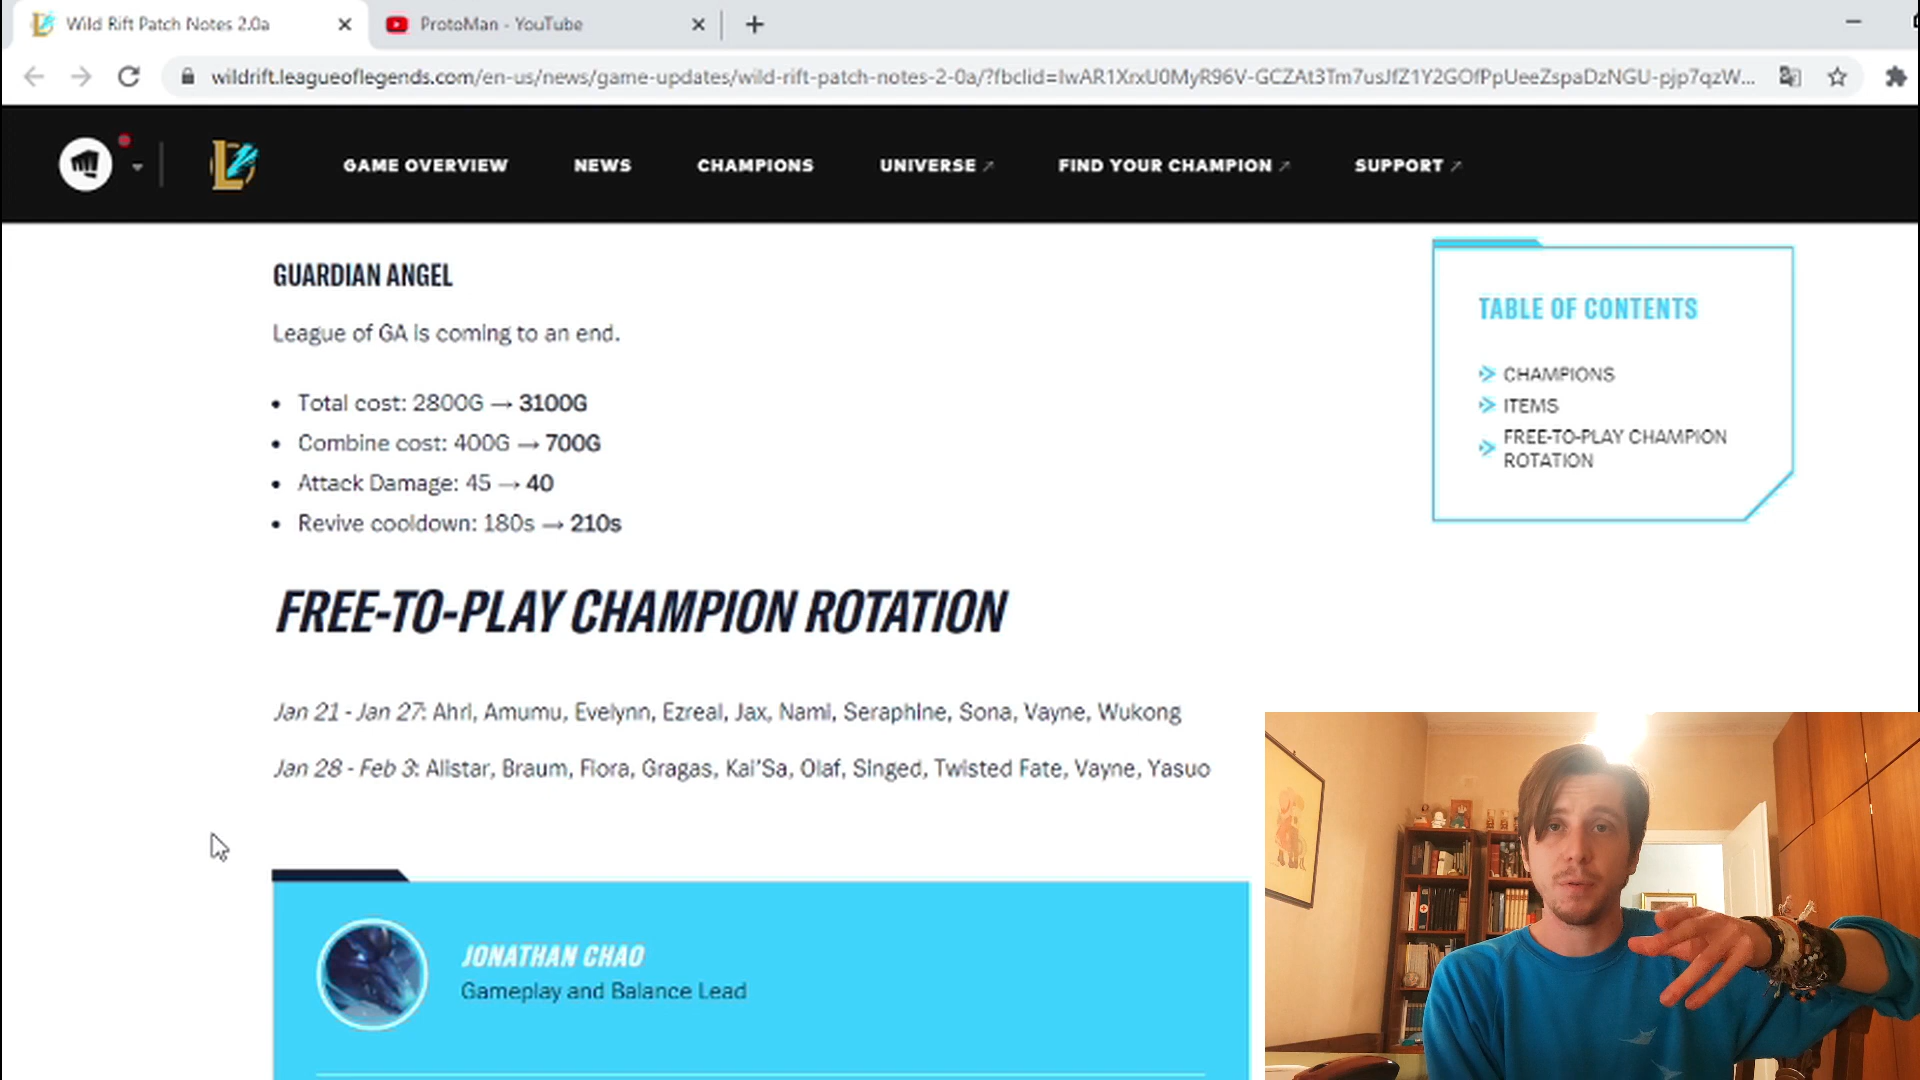 Wild Rift Patch Notes 2.0a
ProtoMan - YouTube
wildrift.leagueoflegends.com/en-us/news/game-updates/wild-rift-patch-notes-2-0a/?fbclid=IwAR1XrxU0MyR96V-GCZAt3Tm7usJfZ1Y2GOfPpUeeZspaDzNGU-pjp7qzW...
GAME OVERVIEW
NEWS
CHAMPIONS
UNIVERSE
FIND YOUR CHAMPION
SUPPORT
GUARDIAN ANGEL
League of GA is coming to an end.
• Total cost: 2800G → 3100G
• Combine cost: 400G → 700G
• Attack Damage: 45 → 40
• Revive cooldown: 180s → 210s
TABLE OF CONTENTS
CHAMPIONS
ITEMS
FREE-TO-PLAY CHAMPION
ROTATION
FREE-TO-PLAY CHAMPION ROTATION
Jan 21 - Jan 27: Ahri, Amumu, Evelynn, Ezreal, Jax, Nami, Seraphine, Sona, Vayne, Wukong
Jan 28 - Feb 3: Alistar, Braum, Fiora, Gragas, Kai'Sa, Olaf, Singed, Twisted Fate, Vayne, Yasuo
JONATHAN CHAO
Gameplay and Balance Lead